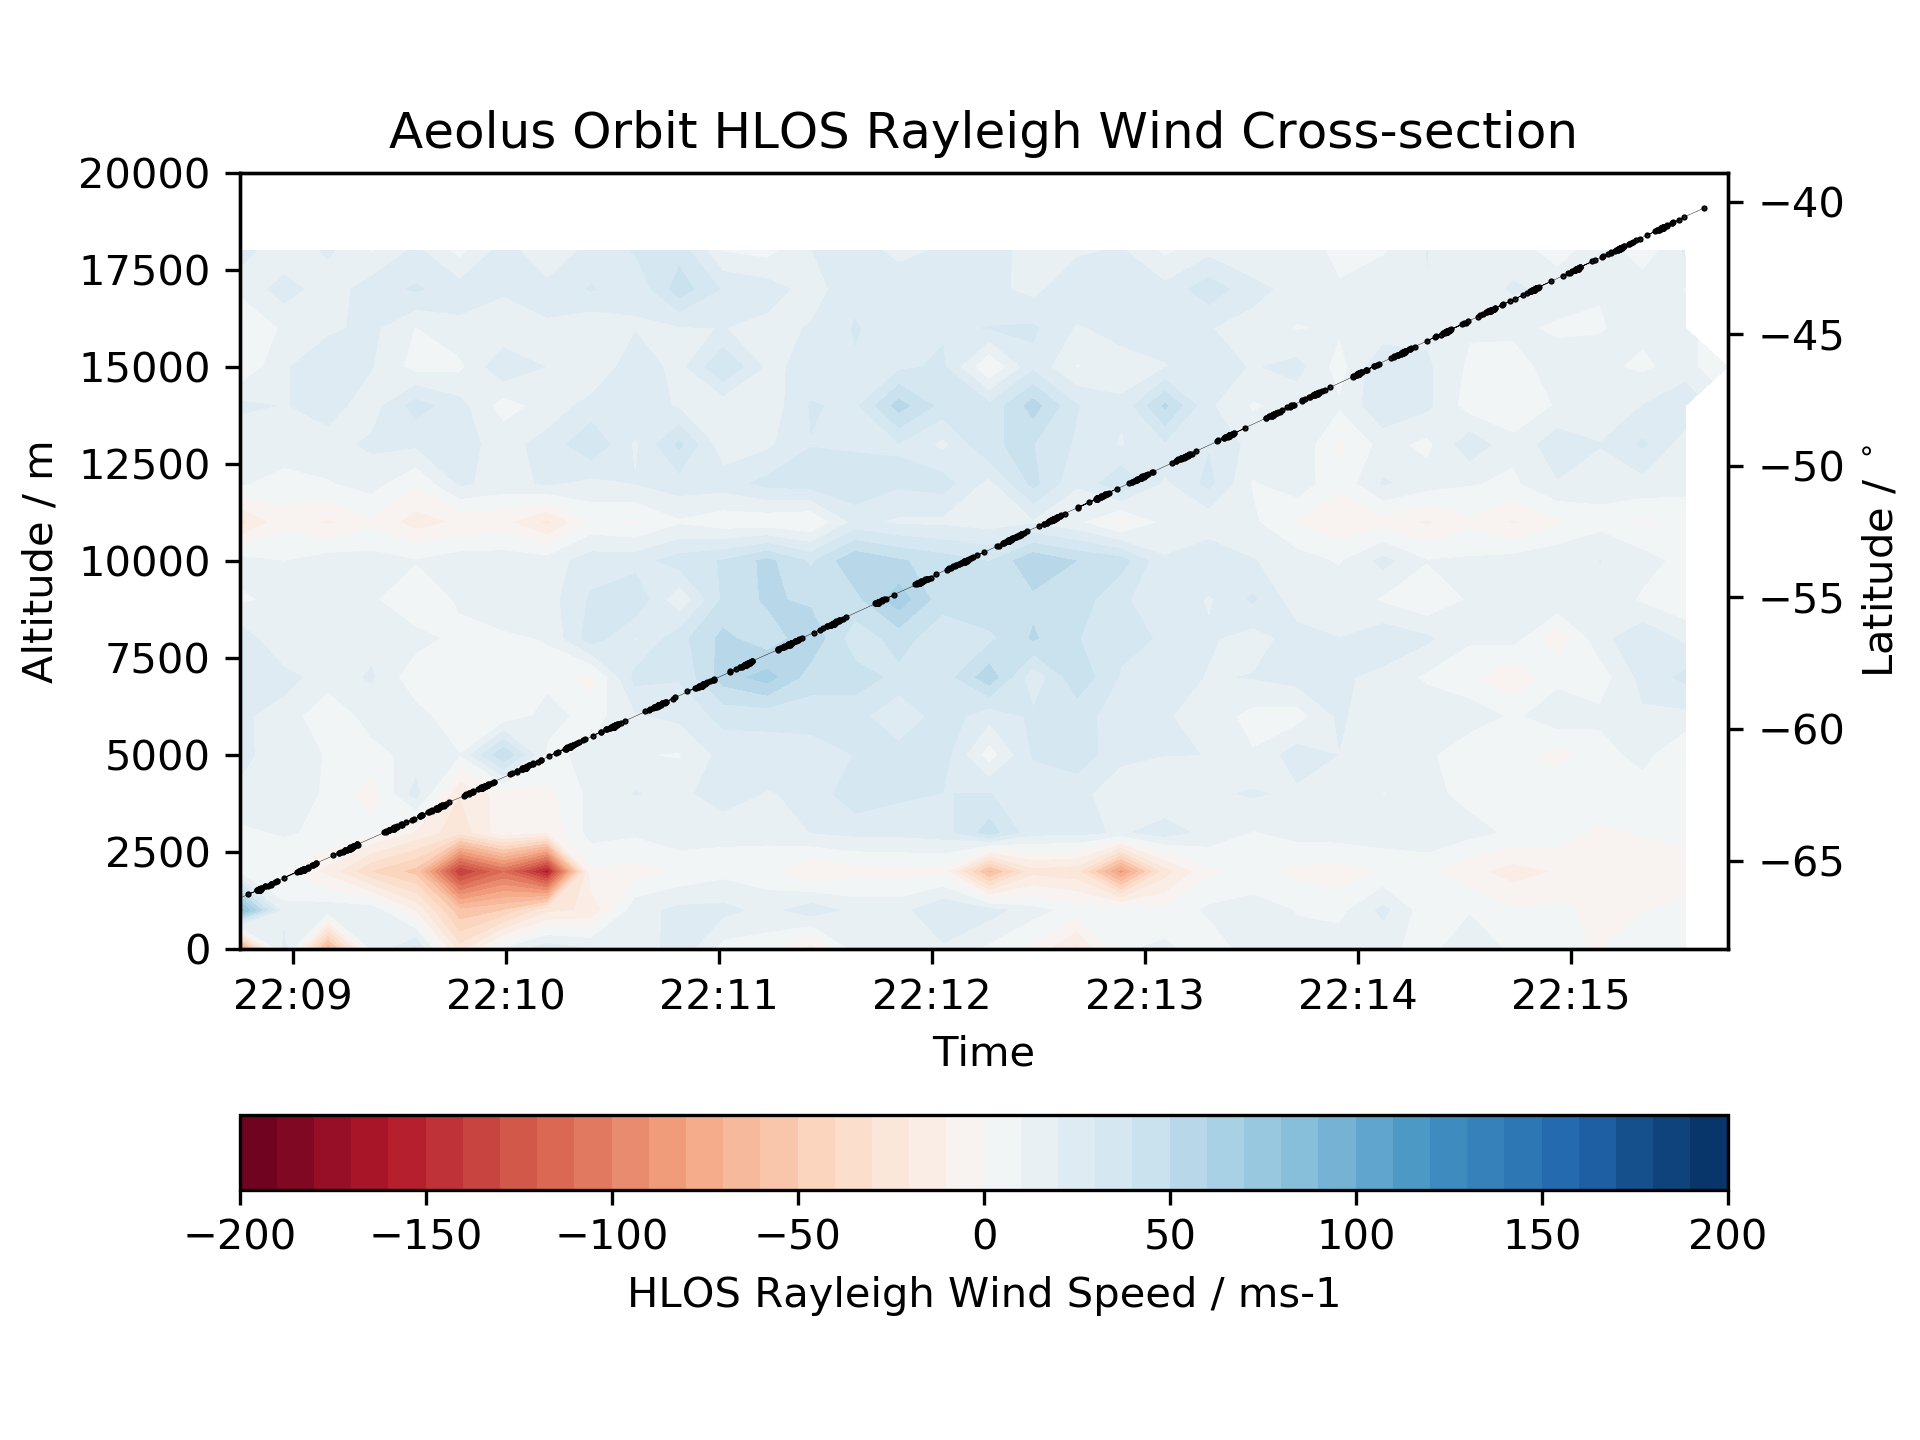 Aeolus Orbit HLOS Rayleigh Wind Cross-section
20000
17500
15000
12500
10000
7500
5000
2500
0
Altitude / m
−40
−45
−50
−55
−60
−65
Latitude / °
22:09 22:10 22:11 22:12 22:13 22:14 22:15
Time
−200 −150 −100 −50 0 50 100 150 200
HLOS Rayleigh Wind Speed / ms-1